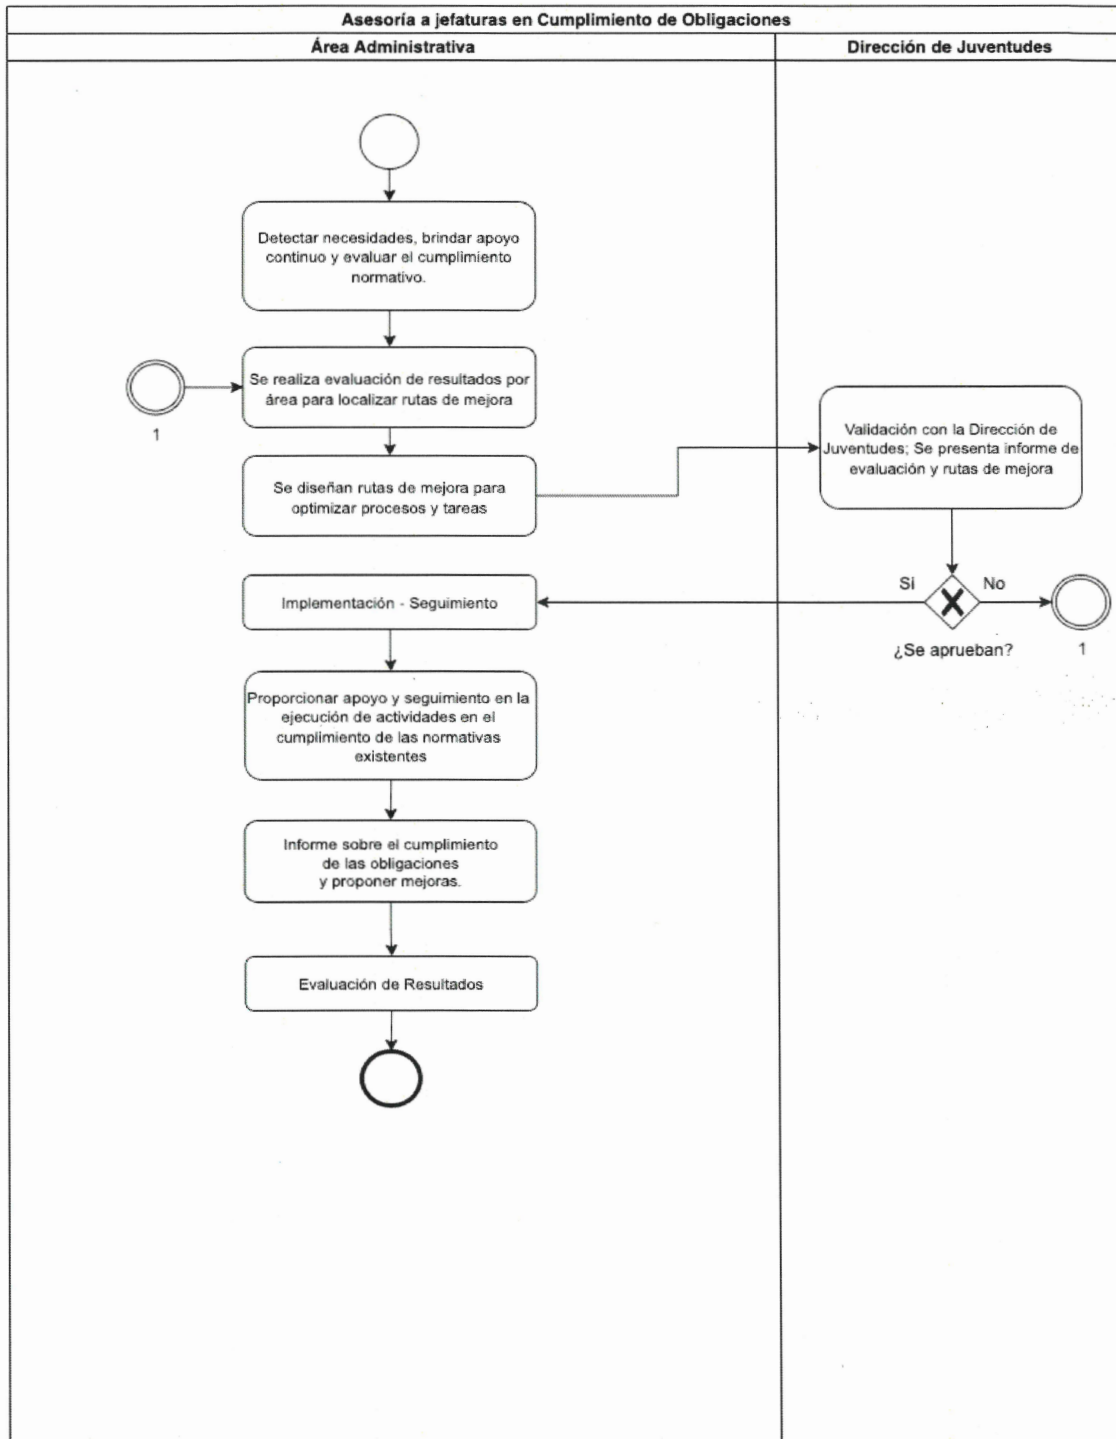 Asesoría a jefaturas en Cumplimiento de Obligaciones
Área Administrativa
Dirección de Juventudes
Detectar necesidades, brindar apoyo
continuo y evaluar el cumplimiento
normativo.
Se realiza evaluación de resultados por
área para localizar rutas de mejora
1
Se diseñan rutas de mejora para
optimizar procesos y tareas
Validación con la Dirección de
Juventudes; Se presenta informe de
evaluación y rutas de mejora
Si
No
¿Se aprueban?
1
Implementación - Seguimiento
Proporcionar apoyo y seguimiento en la
ejecución de actividades en el
cumplimiento de las normativas
existentes
Informe sobre el cumplimiento
de las obligaciones
y proponer mejoras.
Evaluación de Resultados